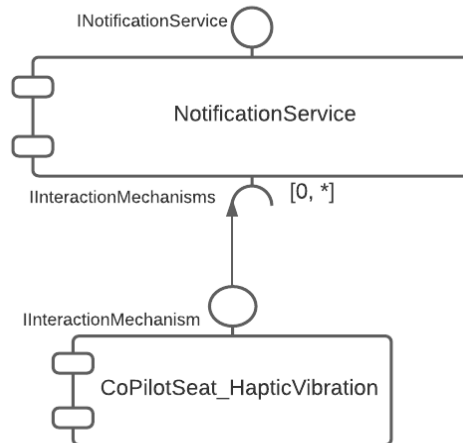 INotificationService
NotificationService
IInteractionMechanisms
[0, *]
IInteractionMechanism
CoPilotSeat_HapticVibration